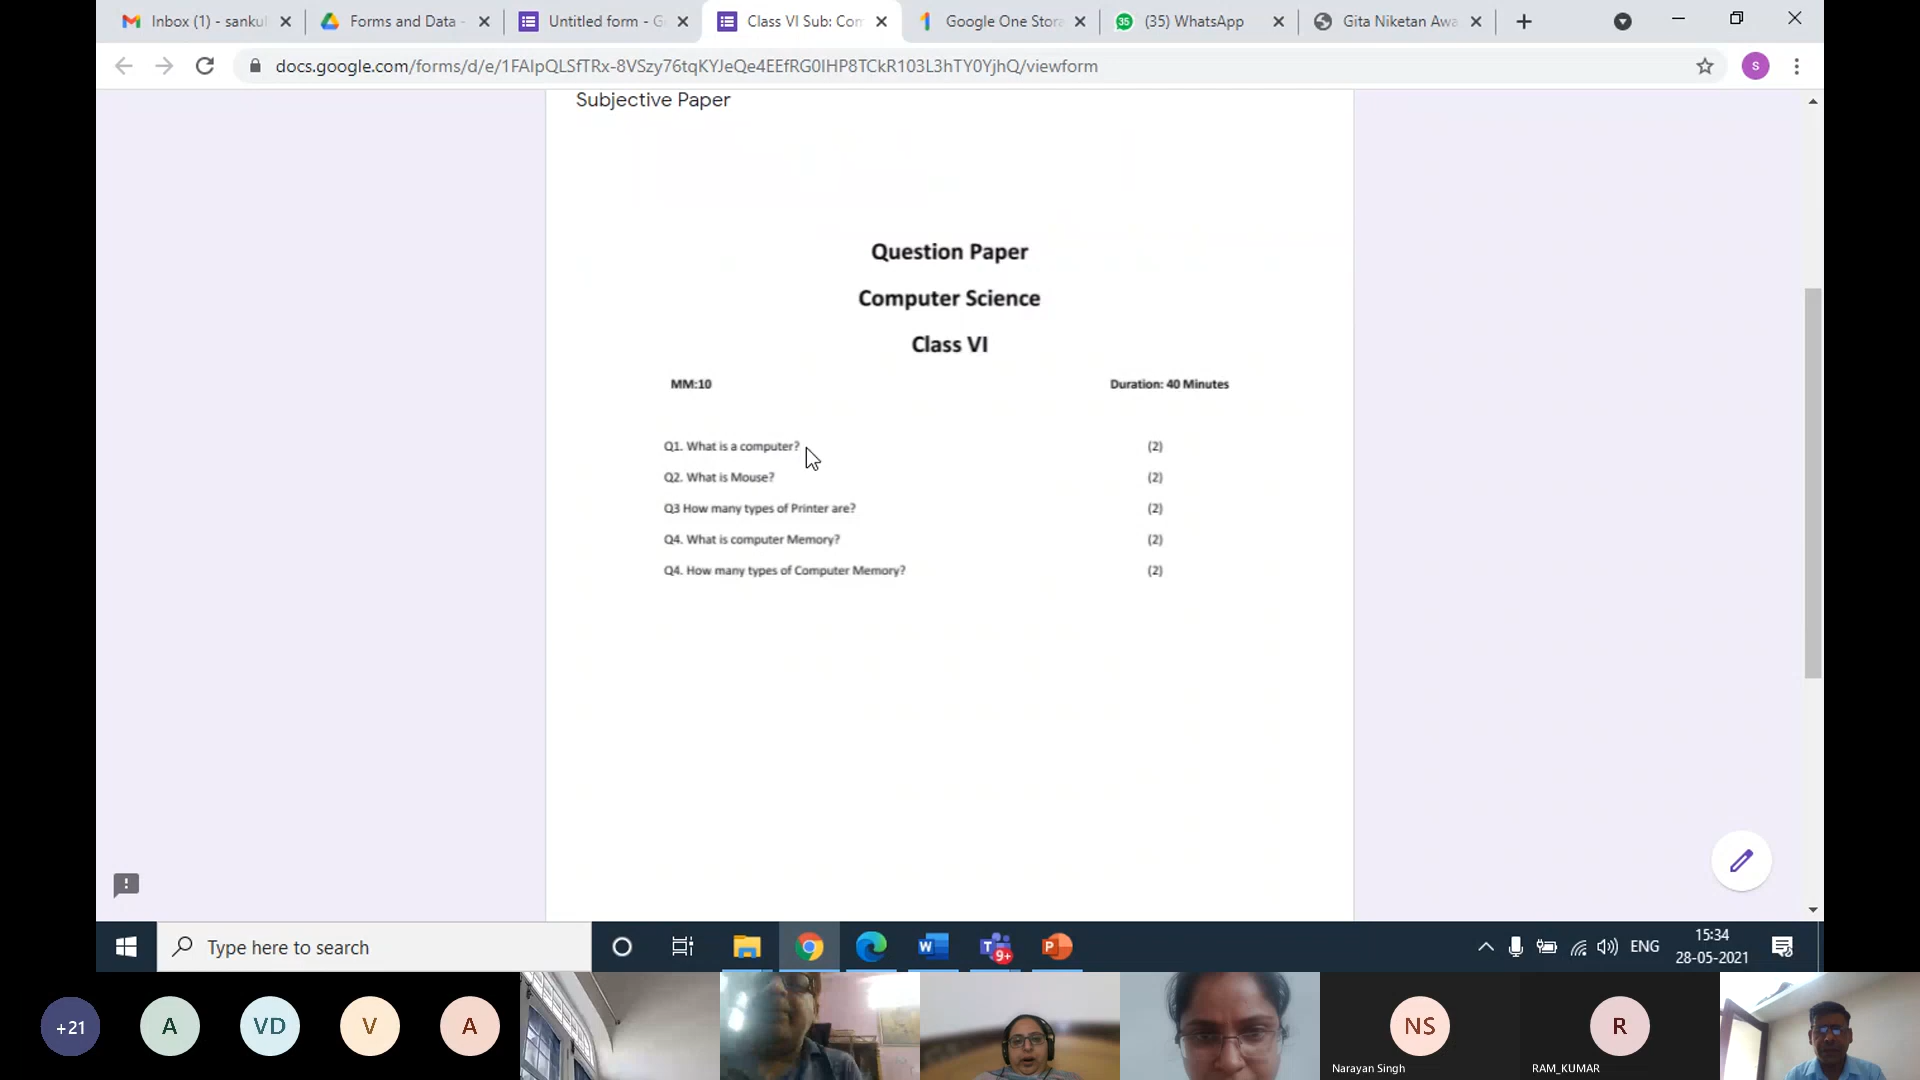 Inbox (1) - sankul
Forms and Data -
Untitled form - G
Class VI Sub: Com
Google One Stora
35
(35) WhatsApp
Gita Niketan Awa
docs.google.com/forms/d/e/1FAIpQLSfTRx-8VSzy76tqKYJeQe4EEfRG0IHP8TCkR103L3hTY0YjhQ/viewform
s
Subjective Paper
Question Paper
Computer Science
Class VI
MM:10 Duration: 40 Minutes
Q1. What is a computer? (2)
Q2. What is Mouse? (2)
Q3 How many types of Printer are? (2)
Q4. What is computer Memory? (2)
Q4. How many types of Computer Memory? (2)
Type here to search
W
T
9+
P
ENG
15:34
28-05-2021
+21
A
VD
V
A
NS
Narayan Singh
R
RAM_KUMAR